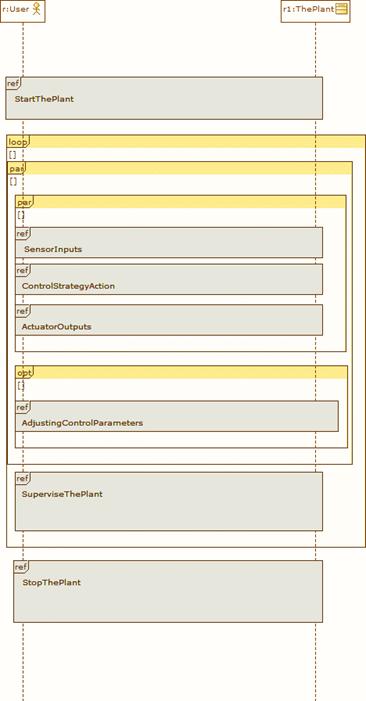 r:User
r1:ThePlant
ref
StartThePlant
loop
[]
par
[]
par
[]
ref
SensorInputs
ref
ControlStrategyAction
ref
ActuatorOutputs
opt
[]
ref
AdjustingControlParameters
ref
SuperviseThePlant
ref
StopThePlant